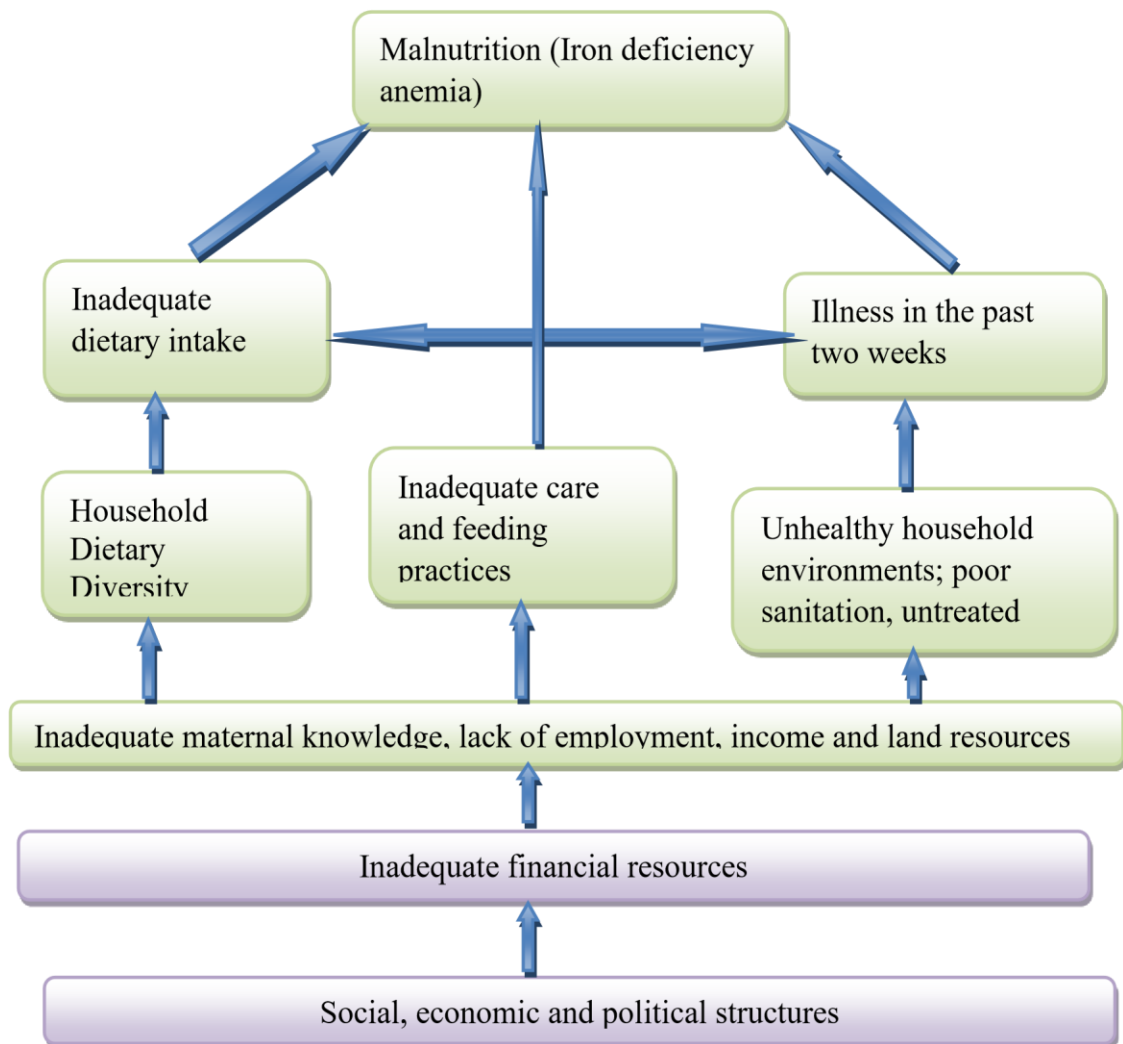 Malnutrition (Iron deficiency
anemia)
Inadequate
dietary intake
Illness in the past
two weeks
Household
Dietary
Diversity
Inadequate care
and feeding
practices
Unhealthy household
environments; poor
sanitation, untreated
Inadequate maternal knowledge, lack of employment, income and land resources
Inadequate financial resources
Social, economic and political structures